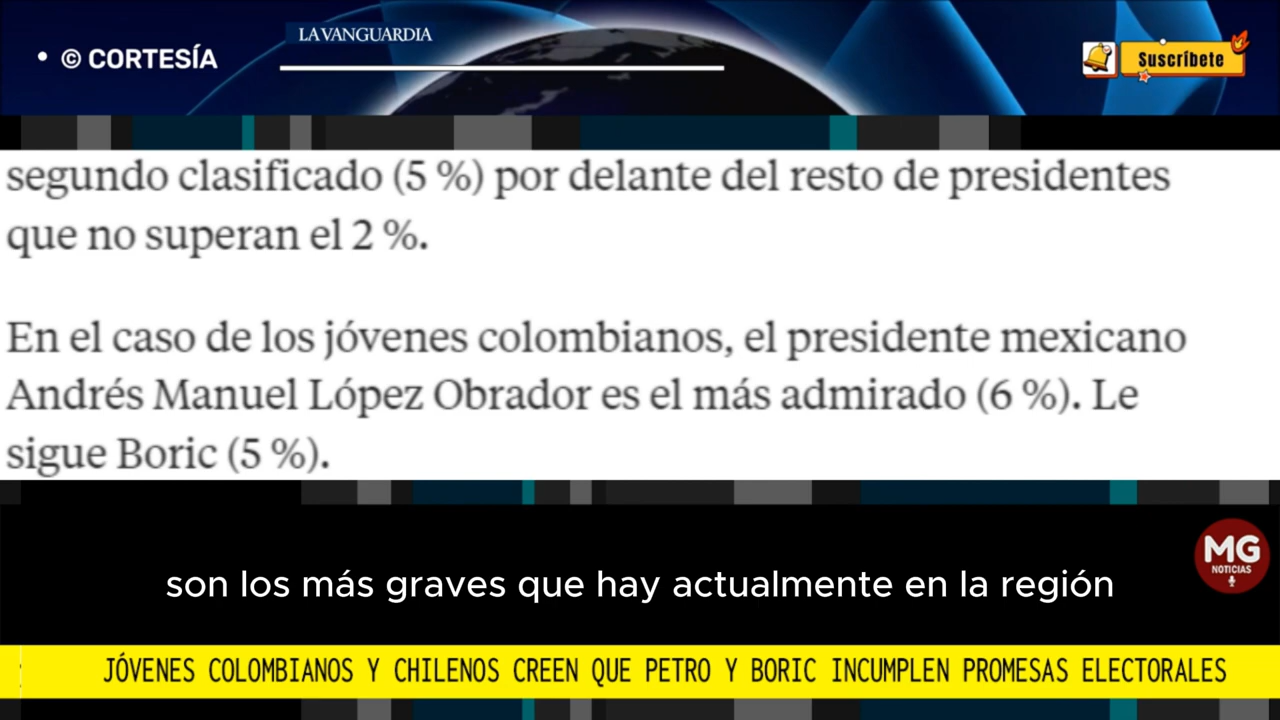 • © CORTESÍA
LA VANGUARDIA
Suscríbete
segundo clasificado (5 %) por delante del resto de presidentes
que no superan el 2 %.
En el caso de los jóvenes colombianos, el presidente mexicano
Andrés Manuel López Obrador es el más admirado (6 %). Le
sigue Boric (5 %).
MG
NOTICIAS
son los más graves que hay actualmente en la región
JÓVENES COLOMBIANOS Y CHILENOS CREEN QUE PETRO Y BORIC INCUMPLEN PROMESAS ELECTORALES